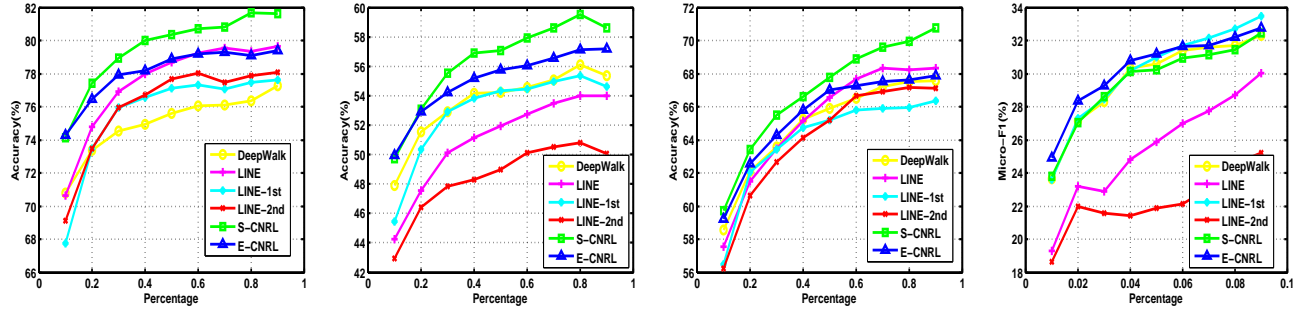 82
80
78
76
74
72
70
68
66
Accuracy(%)
0 0.2 0.4 0.6 0.8 1
Percentage
DeepWalk
LINE
LINE-1st
LINE-2nd
S-CNRL
E-CNRL
60
58
56
54
52
50
48
46
44
42
Accuracy(%)
0 0.2 0.4 0.6 0.8 1
Percentage
DeepWalk
LINE
LINE-1st
LINE-2nd
S-CNRL
E-CNRL
72
70
68
66
64
62
60
58
56
Accuracy(%)
0 0.2 0.4 0.6 0.8 1
Percentage
DeepWalk
LINE
LINE-1st
LINE-2nd
S-CNRL
E-CNRL
34
32
30
28
26
24
22
20
18
Micro-F1(%)
0 0.02 0.04 0.06 0.08 0.1
Percentage
DeepWalk
LINE
LINE-1st
LINE-2nd
S-CNRL
E-CNRL